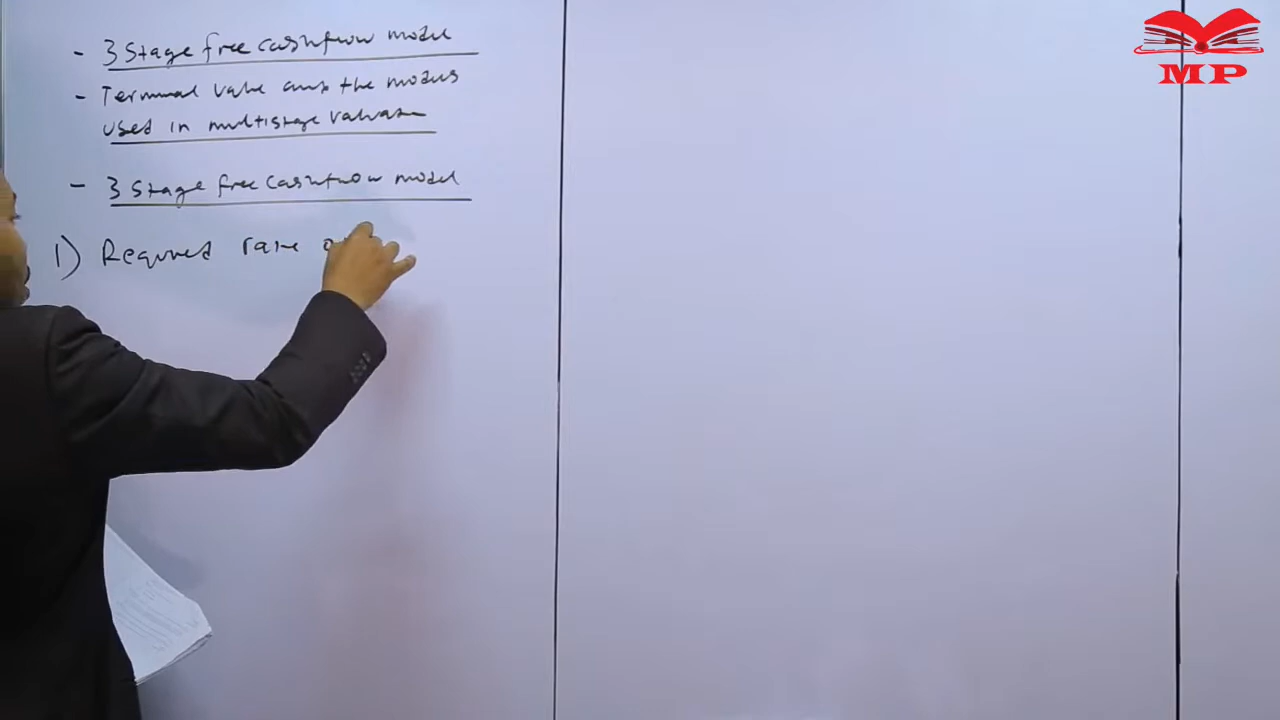 - 3 Stage free cashflow model
- Terminal value and the models
used in multistage valuation
- 3 Stage free cashflow model
1) Required rate o
MP